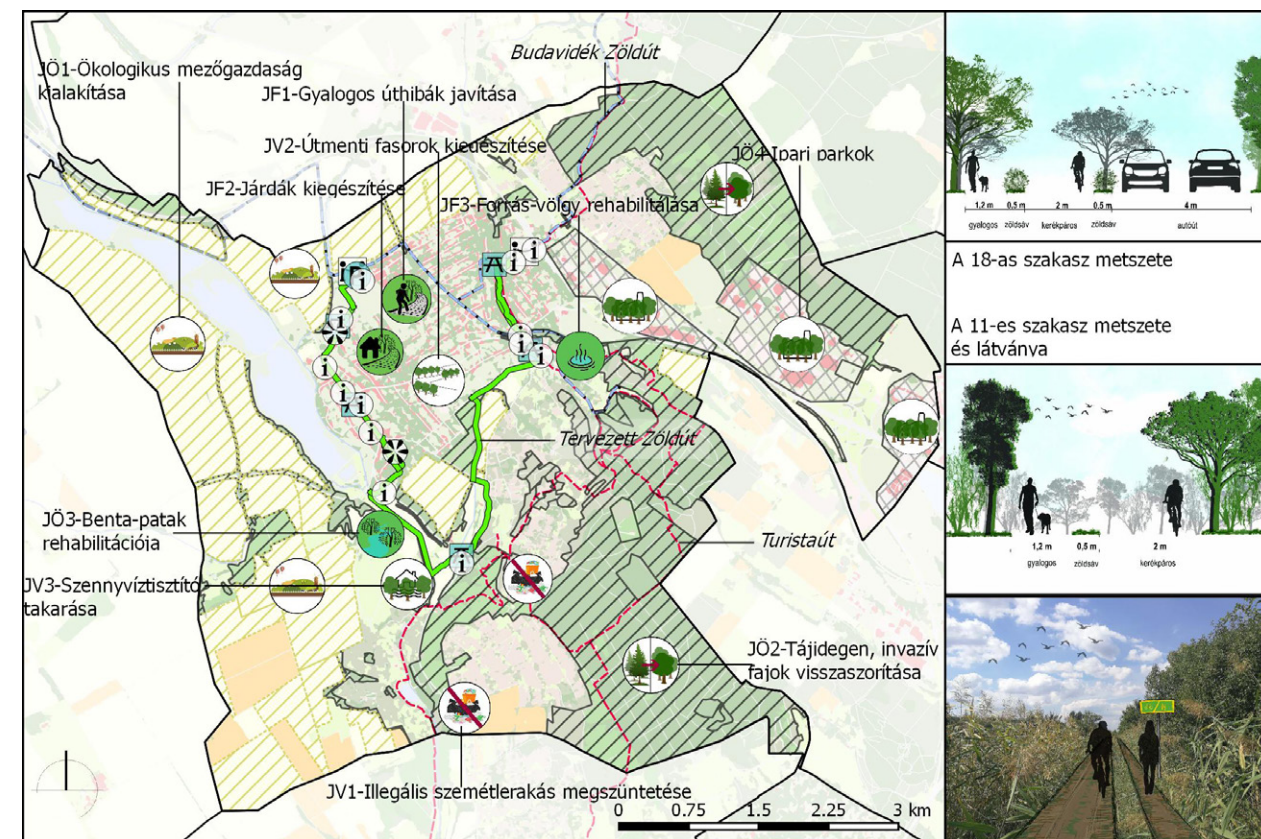 Budavidék Zöldút
JÖ1-Ökologikus mezőgazdaság
kialakítása
JF1-Gyalogos úthibák javítása
JV2-Útmenti fasorok kiegészítése
JÖ4-Ipari parkok
JF2-Járdák kiegészítése
JF3-Forrás-völgy rehabilitálása
Tervezett Zöldút
JÖ3-Benta-patak
rehabilitációja
Turistaút
JV3-Szennyvíztisztító
takarása
JÖ2-Tájidegen, invazív
fajok visszaszorítása
JV1-Illegális szemétlerakás megszüntetése
0 0.75 1.5 2.25 3 km
i
i
i
i
i
i
i
i
i
i
i
i
i
1,2 m 0,5 m 2 m 0,5 m 4 m
gyalogos zöldsáv kerékpáros zöldsáv autóút
A 18-as szakasz metszete
A 11-es szakasz metszete
és látványa
1,2 m 0,5 m 2 m
gyalogos zöldsáv kerékpáros